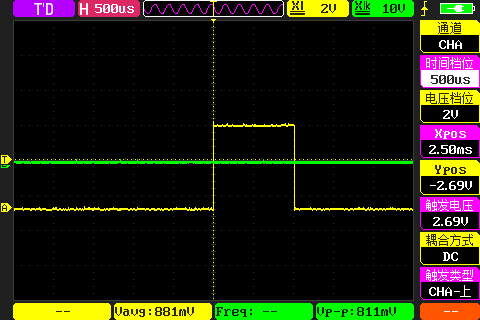 T'D H 500us X1 2V X1k 10V
通道
CHA
时间档位
500us
电压档位
2V
Xpos
2.50ms
Ypos
-2.69V
触发电压
2.69V
耦合方式
DC
触发类型
CHA-上
T
A
-- Vavg:881mV Freq: -- Vp-p:811mV --